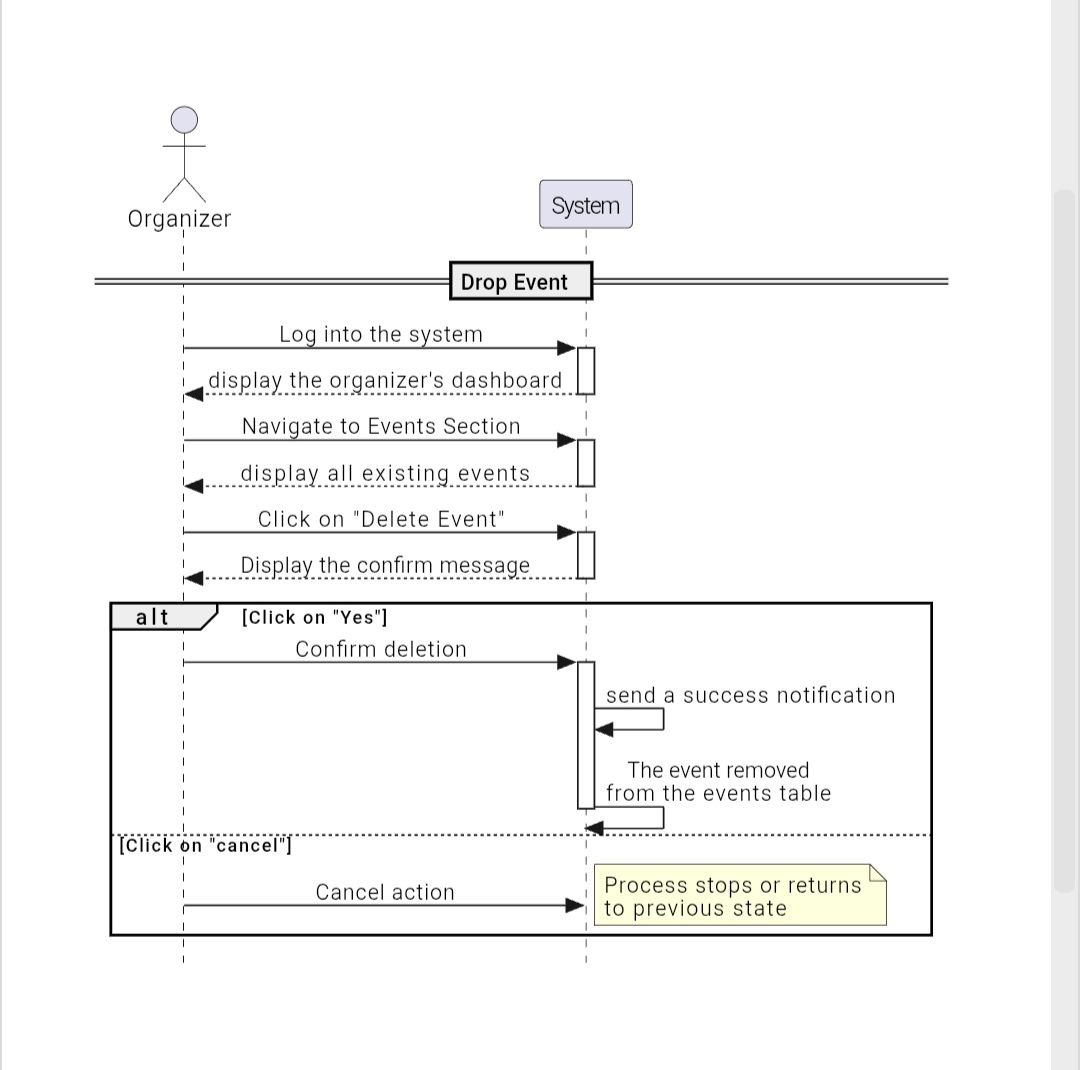 Organizer
System
Drop Event
Log into the system
display the organizer's dashboard
Navigate to Events Section
display all existing events
Click on "Delete Event"
Display the confirm message
alt [Click on "Yes"]
Confirm deletion
send a success notification
The event removed
from the events table
[Click on "cancel"]
Cancel action
Process stops or returns
to previous state